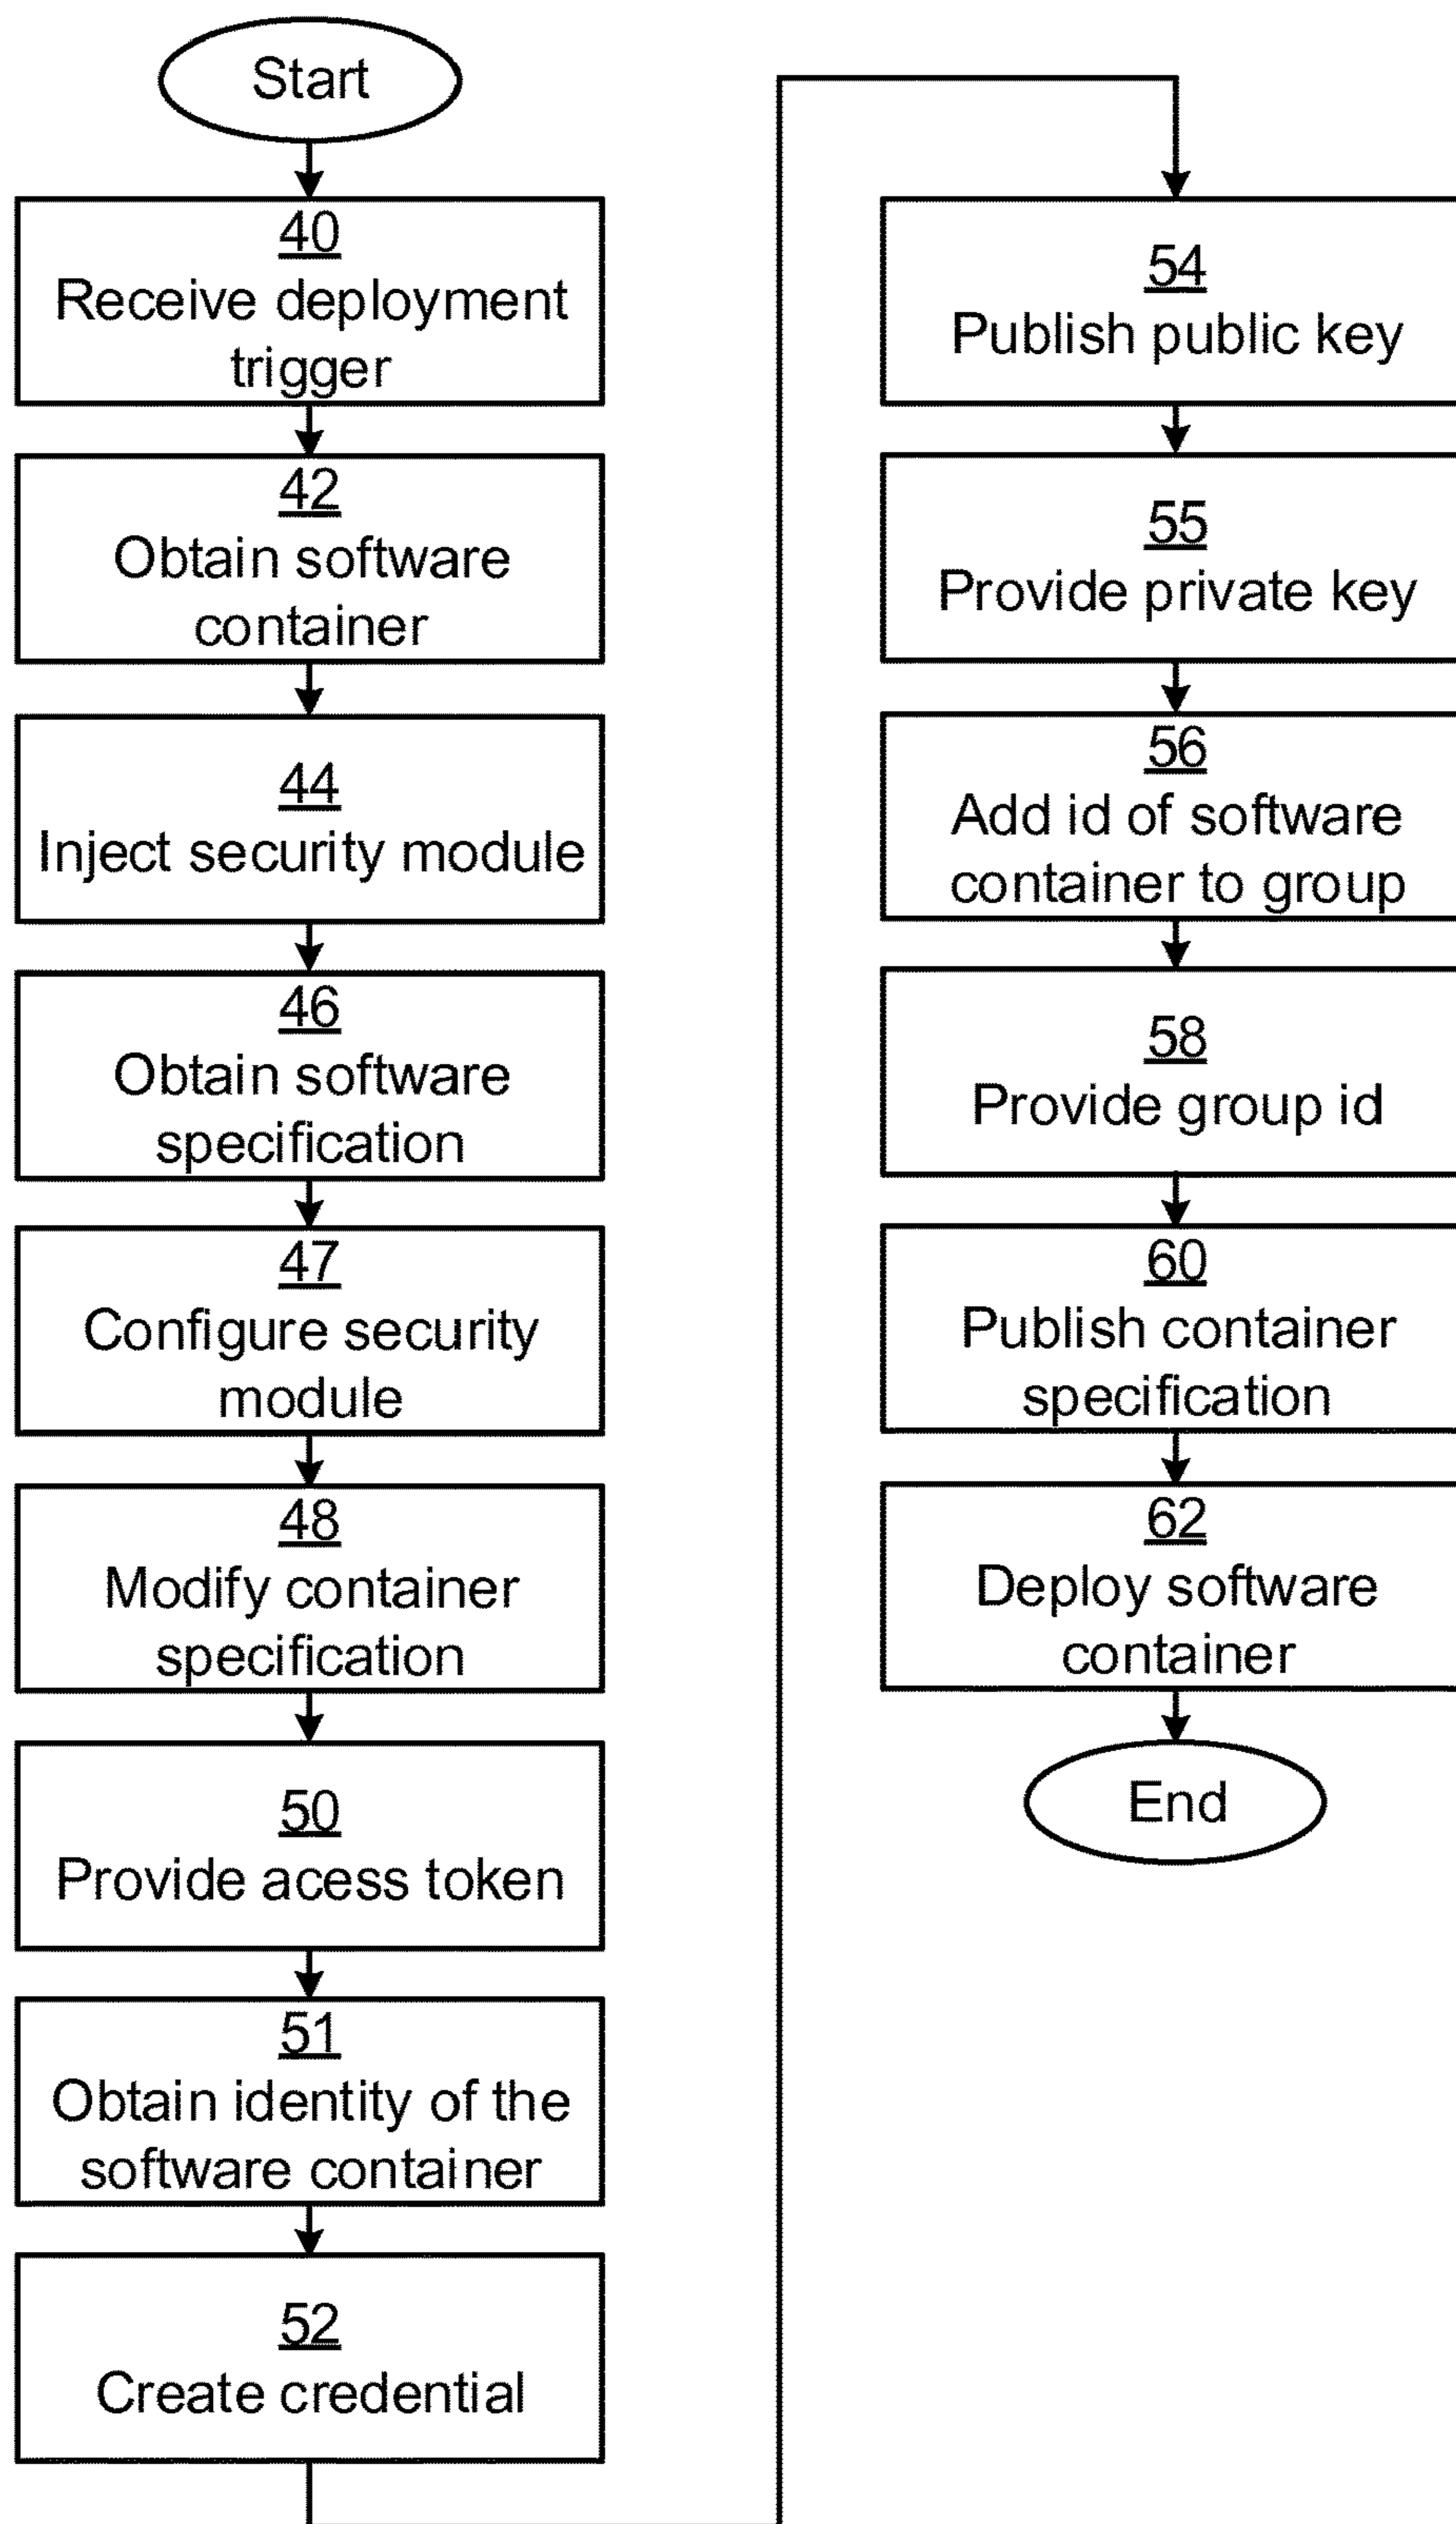 Start
40
Receive deployment
trigger
42
Obtain software
container
44
Inject security module
46
Obtain software
specification
47
Configure security
module
48
Modify container
specification
50
Provide acess token
51
Obtain identity of the
software container
52
Create credential
54
Publish public key
55
Provide private key
56
Add id of software
container to group
58
Provide group id
60
Publish container
specification
62
Deploy software
container
End